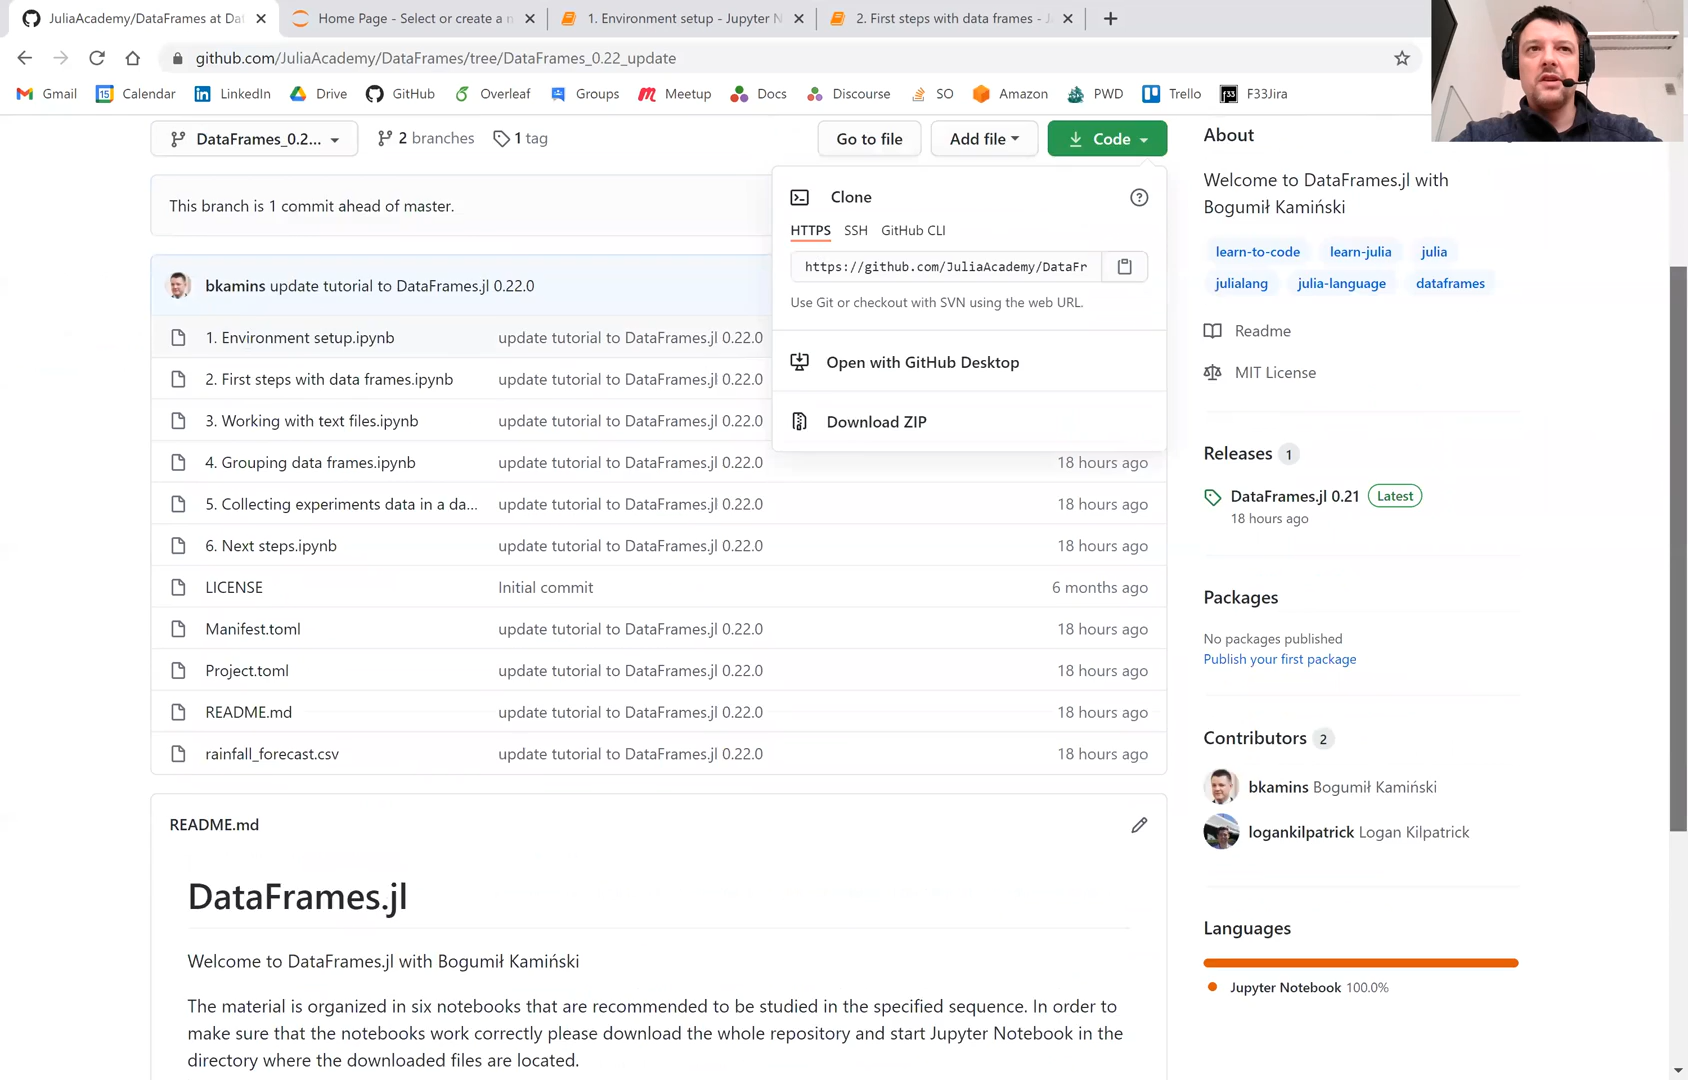 JuliaAcademy/DataFrames at Dat
Home Page - Select or create a n
1. Environment setup - Jupyter N
2. First steps with data frames - J
github.com/JuliaAcademy/DataFrames/tree/DataFrames_0.22_update
Gmail
15
Calendar
LinkedIn
Drive
GitHub
Overleaf
Groups
Meetup
Docs
Discourse
SO
Amazon
PWD
Trello
F33Jira
DataFrames_0.2...
2 branches
1 tag
Go to file
Add file
Code
This branch is 1 commit ahead of master.
Clone
HTTPS
SSH
GitHub CLI
https://github.com/JuliaAcademy/DataFr
Use Git or checkout with SVN using the web URL.
Open with GitHub Desktop
Download ZIP
bkamins update tutorial to DataFrames.jl 0.22.0
1. Environment setup.ipynb update tutorial to DataFrames.jl 0.22.0
2. First steps with data frames.ipynb update tutorial to DataFrames.jl 0.22.0
3. Working with text files.ipynb update tutorial to DataFrames.jl 0.22.0
4. Grouping data frames.ipynb update tutorial to DataFrames.jl 0.22.0 18 hours ago
5. Collecting experiments data in a da... update tutorial to DataFrames.jl 0.22.0 18 hours ago
6. Next steps.ipynb update tutorial to DataFrames.jl 0.22.0 18 hours ago
LICENSE Initial commit 6 months ago
Manifest.toml update tutorial to DataFrames.jl 0.22.0 18 hours ago
Project.toml update tutorial to DataFrames.jl 0.22.0 18 hours ago
README.md update tutorial to DataFrames.jl 0.22.0 18 hours ago
rainfall_forecast.csv update tutorial to DataFrames.jl 0.22.0 18 hours ago
README.md
DataFrames.jl
Welcome to DataFrames.jl with Bogumił Kamiński
The material is organized in six notebooks that are recommended to be studied in the specified sequence. In order to
make sure that the notebooks work correctly please download the whole repository and start Jupyter Notebook in the
directory where the downloaded files are located.
About
Welcome to DataFrames.jl with
Bogumił Kamiński
learn-to-code
learn-julia
julia
julialang
julia-language
dataframes
Readme
MIT License
Releases 1
DataFrames.jl 0.21 Latest
18 hours ago
Packages
No packages published
Publish your first package
Contributors 2
bkamins Bogumił Kamiński
logankilpatrick Logan Kilpatrick
Languages
Jupyter Notebook 100.0%